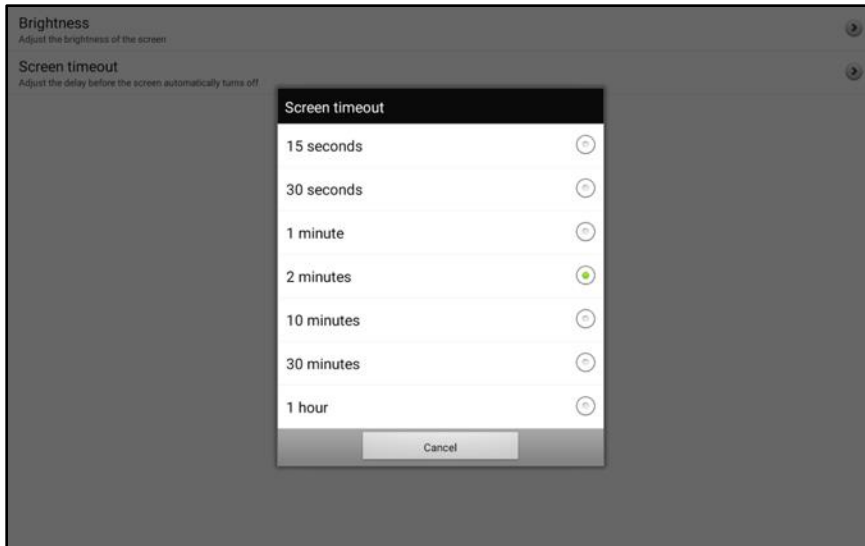 Brightness
Adjust the brightness of the screen
Screen timeout
Adjust the delay before the screen automatically turns off
Screen timeout
15 seconds
30 seconds
1 minute
2 minutes
10 minutes
30 minutes
1 hour
Cancel